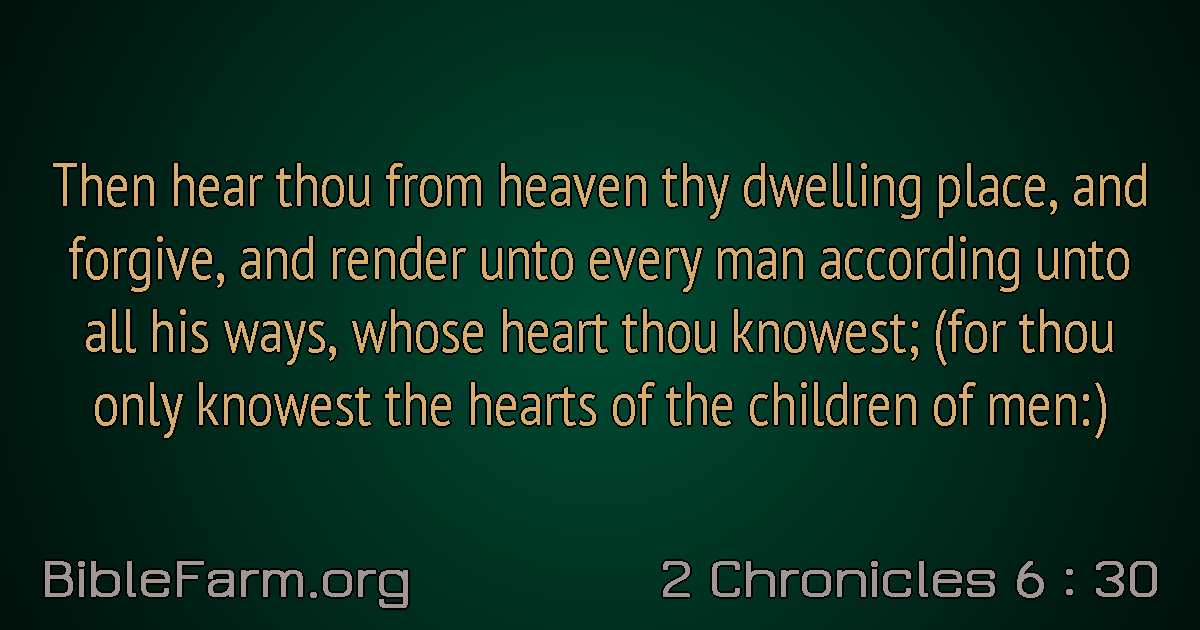 Then hear thou from heaven thy dwelling place, and
forgive, and render unto every man according unto
all his ways, whose heart thou knowest; (for thou
only knowest the hearts of the children of men:)
BibleFarm.org
2 Chronicles 6 : 30